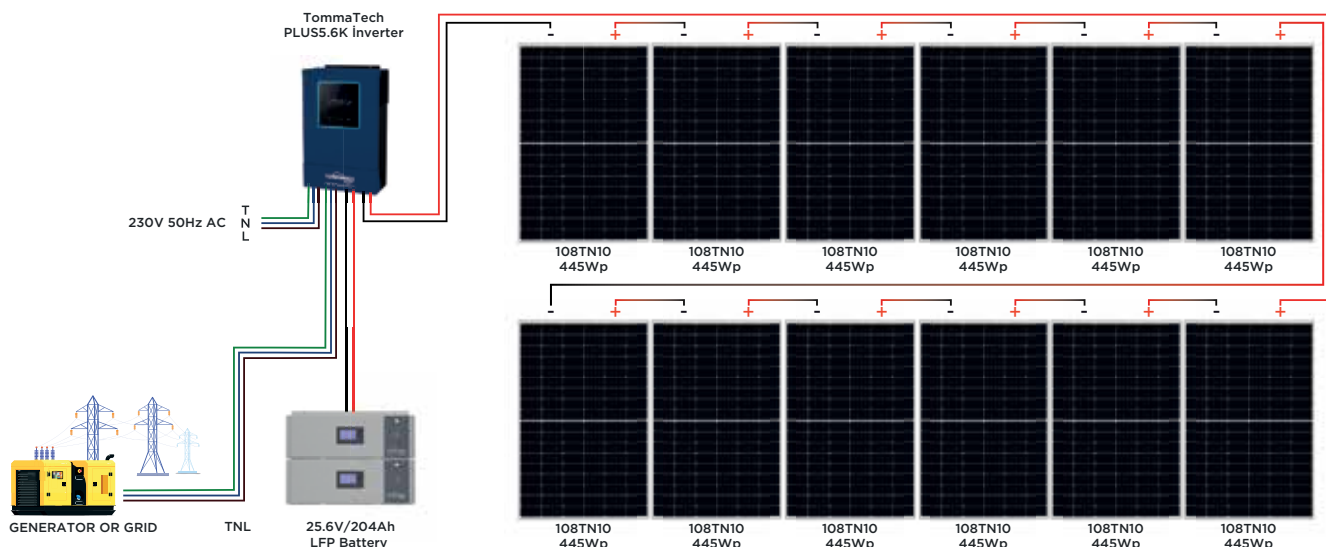 TommaTech
PLUS5.6K İnverter
- + - + - + - + - + - +
230V 50Hz AC
T
N
L
108TN10
445Wp
108TN10
445Wp
108TN10
445Wp
108TN10
445Wp
108TN10
445Wp
108TN10
445Wp
- + - + - + - + - + - +
GENERATOR OR GRID
TNL
25.6V/204Ah
LFP Battery
108TN10
445Wp
108TN10
445Wp
108TN10
445Wp
108TN10
445Wp
108TN10
445Wp
108TN10
445Wp